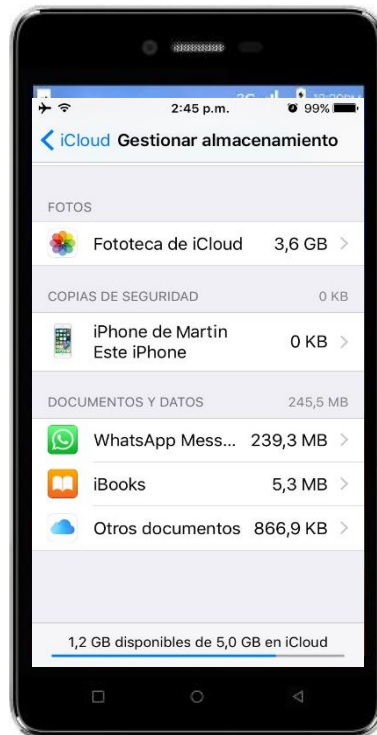 2:45 p.m. 99%
iCloud Gestionar almacenamiento
FOTOS
Fototeca de iCloud 3,6 GB
COPIAS DE SEGURIDAD 0 KB
iPhone de Martin
Este iPhone 0 KB
DOCUMENTOS Y DATOS 245,5 MB
WhatsApp Mess... 239,3 MB
iBooks 5,3 MB
Otros documentos 866,9 KB
1,2 GB disponibles de 5,0 GB en iCloud